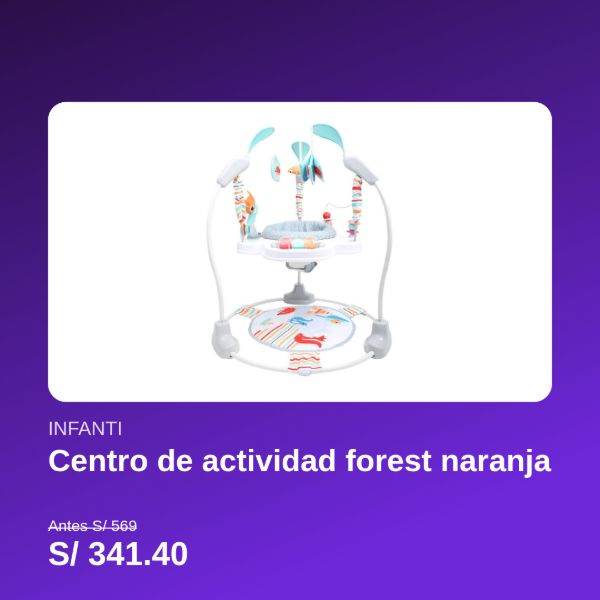 INFANTI
Centro de actividad forest naranja
Antes S/ 569
S/ 341.40